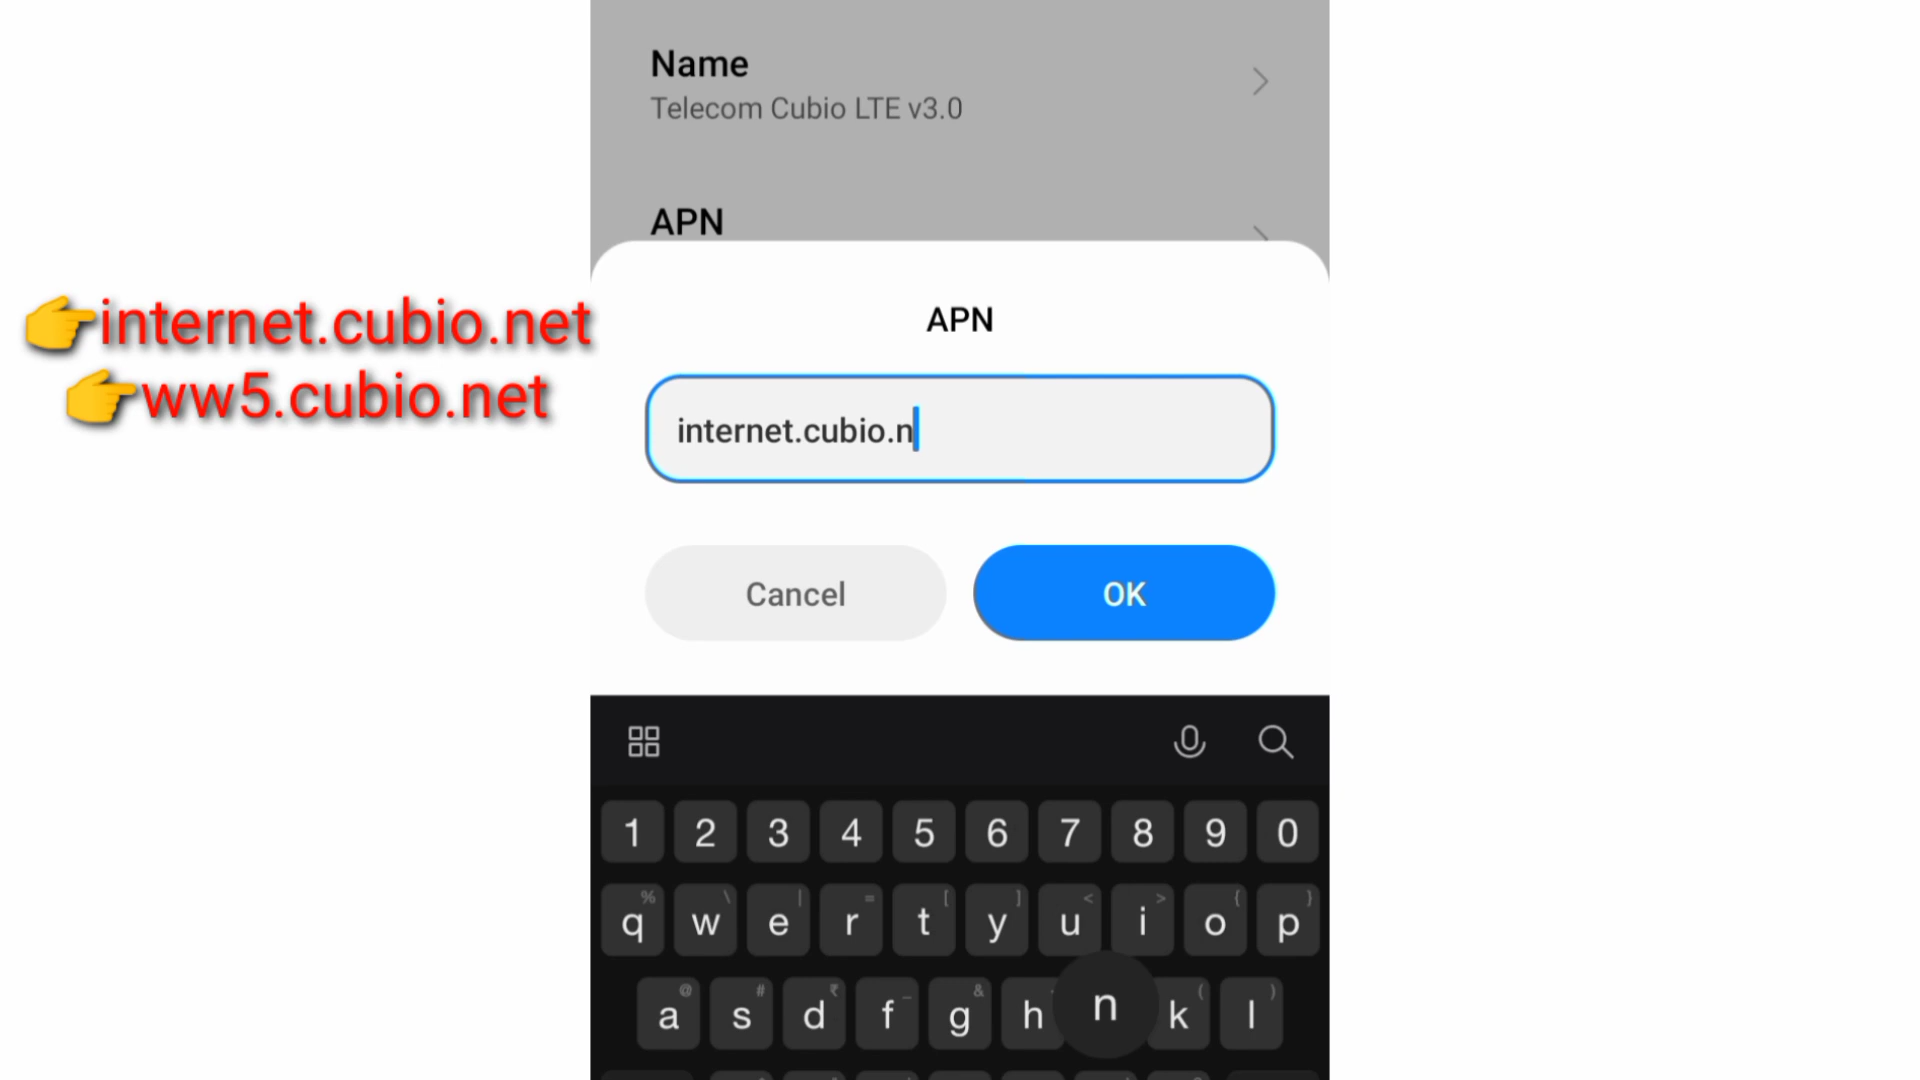 Name
Telecom Cubio LTE v3.0
APN
👉internet.cubio.net
👉ww5.cubio.net
APN
internet.cubio.n
Cancel
OK
1 2 3 4 5 6 7 8 9 0
% \ | = [ ] < > { }
q w e r t y u i o p
@ # ₹ _ & ( )
a s d f g h n k l